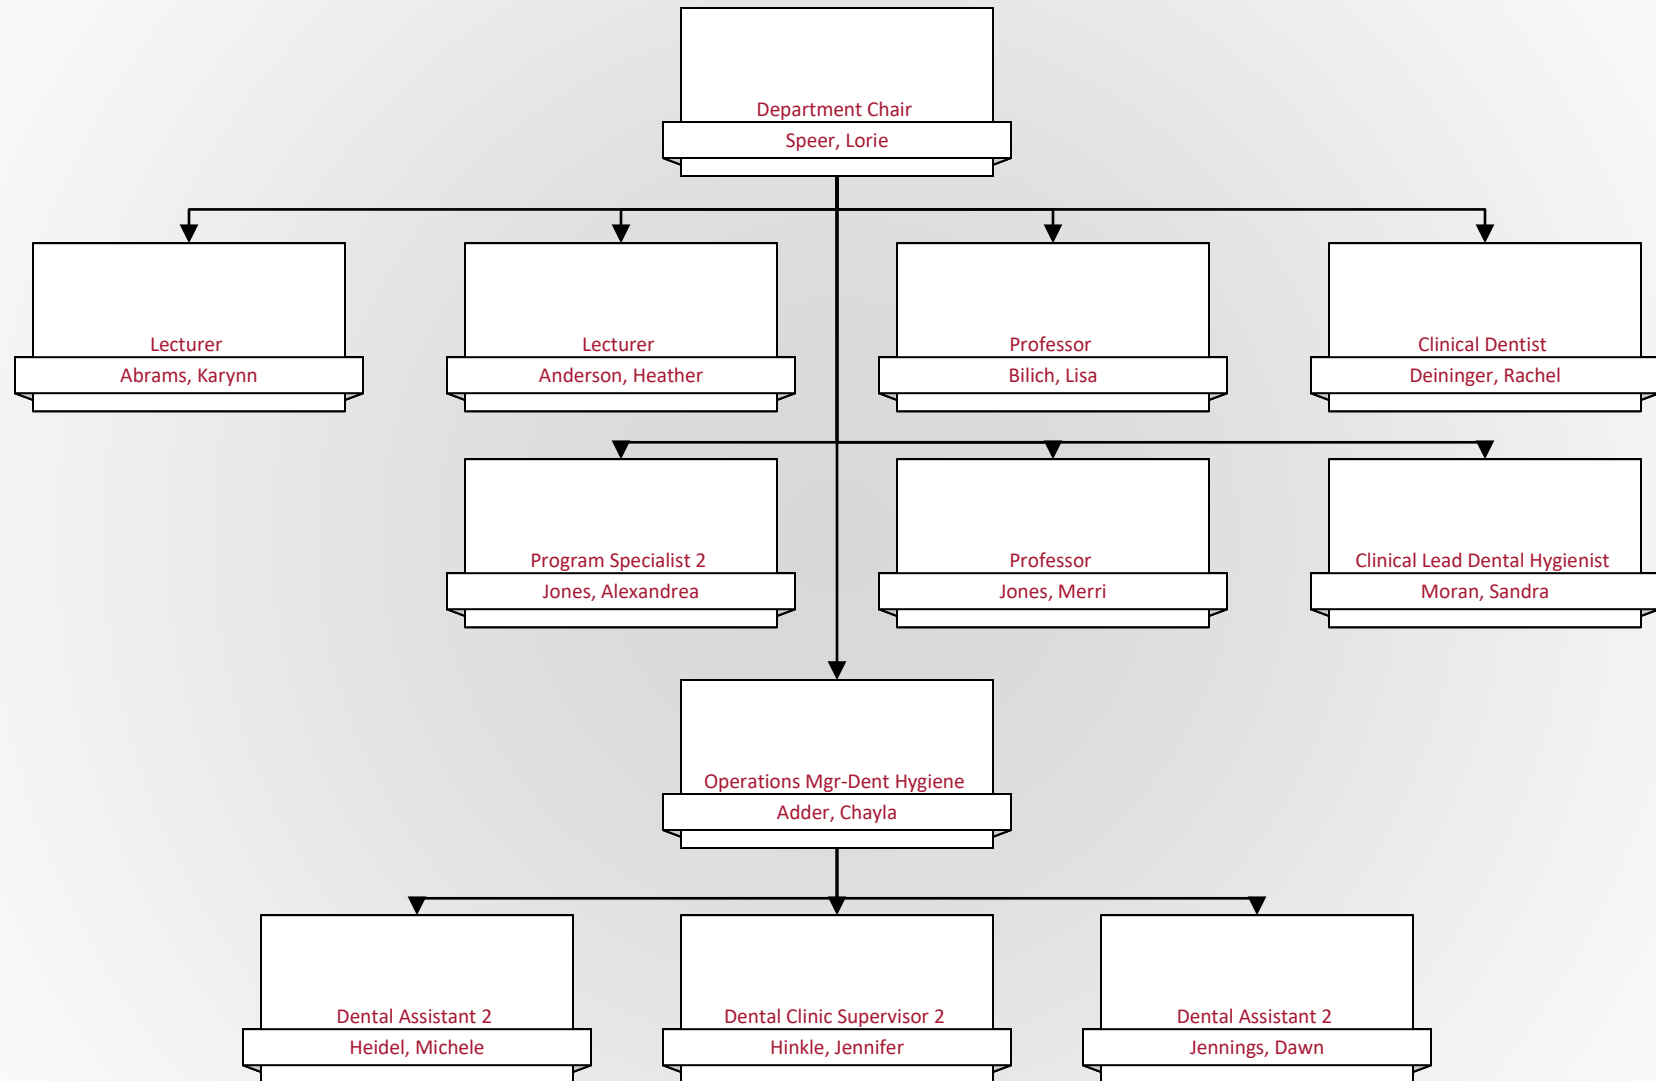 Department Chair
Speer, Lorie
Lecturer
Abrams, Karynn
Lecturer
Anderson, Heather
Professor
Bilich, Lisa
Clinical Dentist
Deininger, Rachel
Program Specialist 2
Jones, Alexandrea
Professor
Jones, Merri
Clinical Lead Dental Hygienist
Moran, Sandra
Operations Mgr-Dent Hygiene
Adder, Chayla
Dental Assistant 2
Heidel, Michele
Dental Clinic Supervisor 2
Hinkle, Jennifer
Dental Assistant 2
Jennings, Dawn